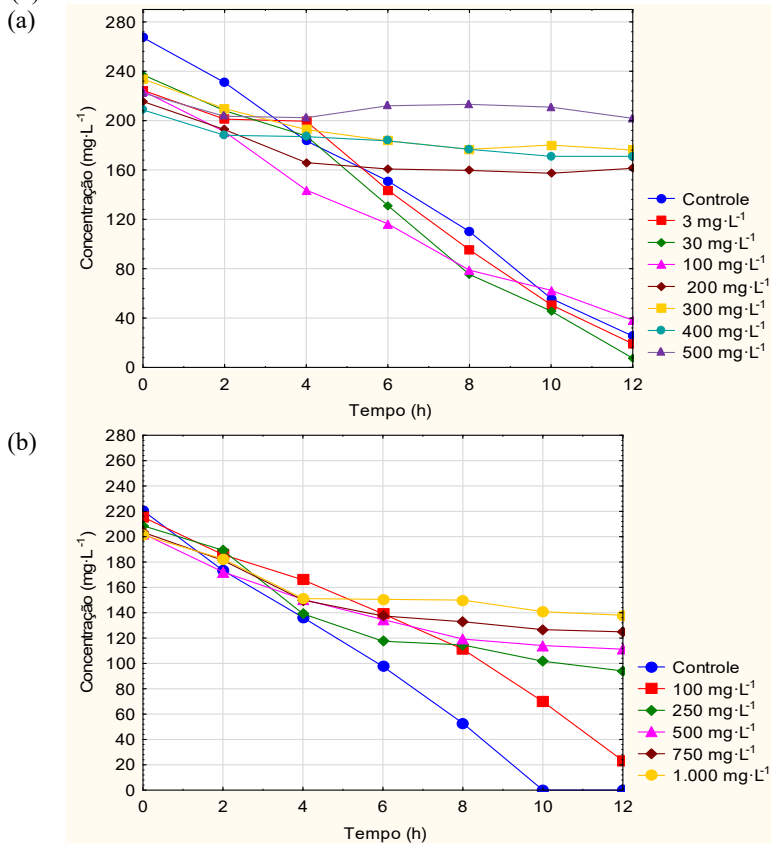 (a)
280
240
200
160
120
80
40
0
Concentração (mg·L⁻¹)
0 2 4 6 8 10 12
Tempo (h)
Controle
3 mg·L⁻¹
30 mg·L⁻¹
100 mg·L⁻¹
200 mg·L⁻¹
300 mg·L⁻¹
400 mg·L⁻¹
500 mg·L⁻¹
(b)
280
260
240
220
200
180
160
140
120
100
80
60
40
20
0
Concentração (mg·L⁻¹)
0 2 4 6 8 10 12
Tempo (h)
Controle
100 mg·L⁻¹
250 mg·L⁻¹
500 mg·L⁻¹
750 mg·L⁻¹
1.000 mg·L⁻¹